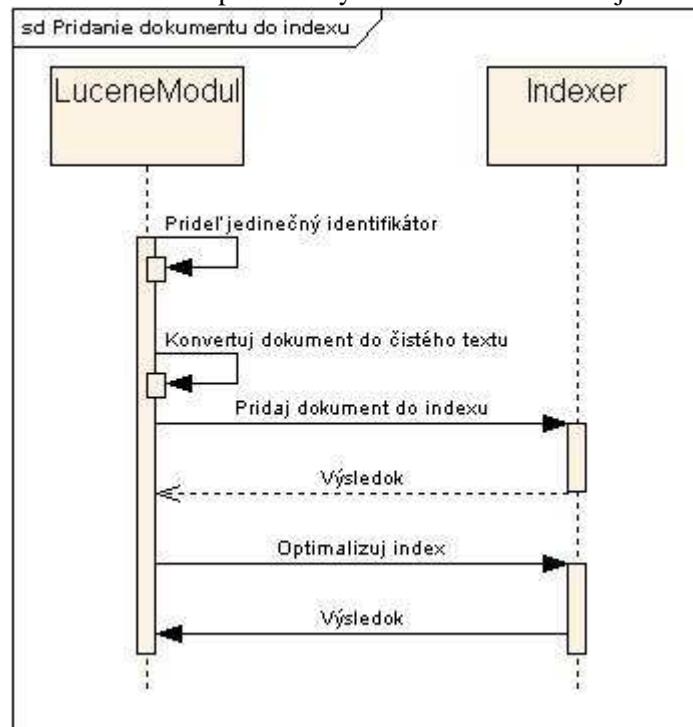 sd Pridanie dokumentu do indexu
LuceneModul
Indexer
Prideľ jedinečný identifikátor
Konvertuj dokument do čistého textu
Pridaj dokument do indexu
Výsledok
Optimalizuj index
Výsledok